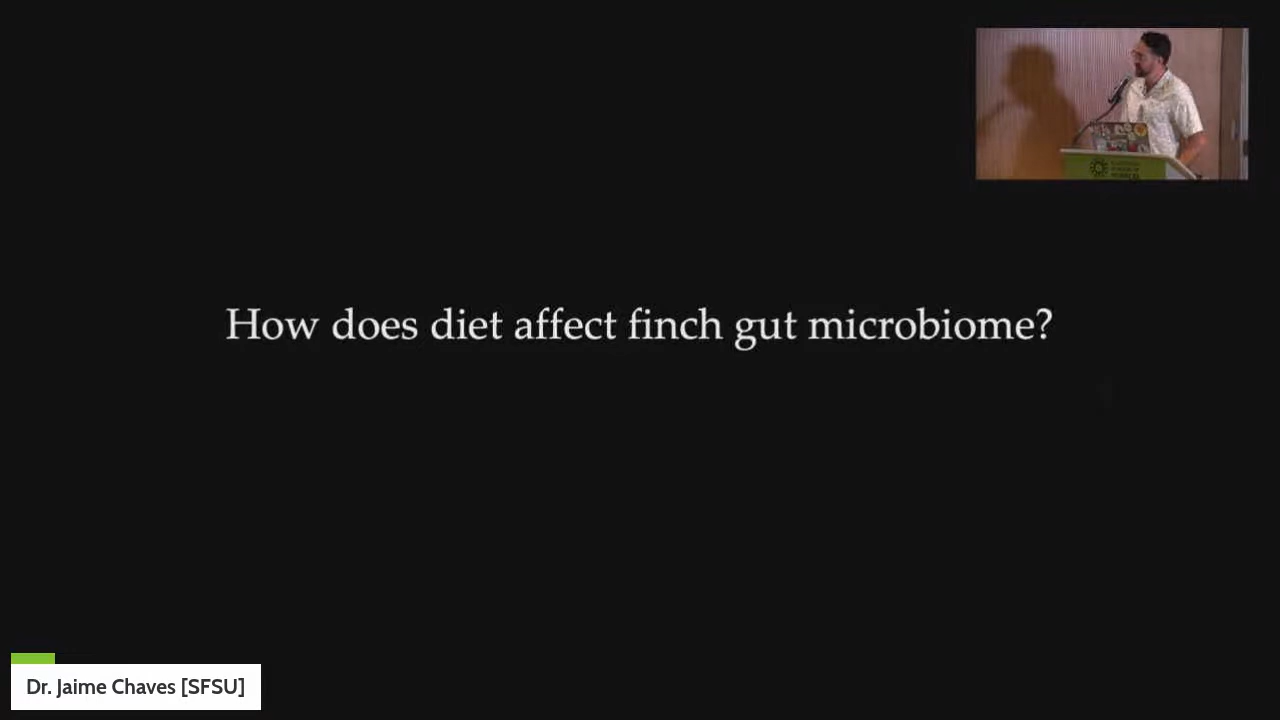 How does diet affect finch gut microbiome?
Dr. Jaime Chaves [SFSU]